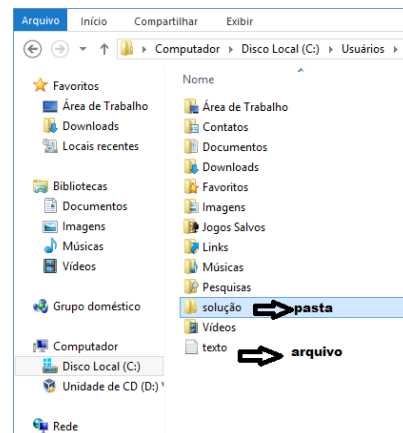 Arquivo Início Compartilhar Exibir
Computador Disco Local (C:) Usuários
Favoritos
Área de Trabalho
Downloads
Locais recentes
Bibliotecas
Documentos
Imagens
Músicas
Vídeos
Grupo doméstico
Computador
Disco Local (C:)
Unidade de CD (D:)
Rede
Nome
Área de Trabalho
Contatos
Documentos
Downloads
Favoritos
Imagens
Jogos Salvos
Links
Músicas
Pesquisas
solução pasta
Vídeos
texto arquivo